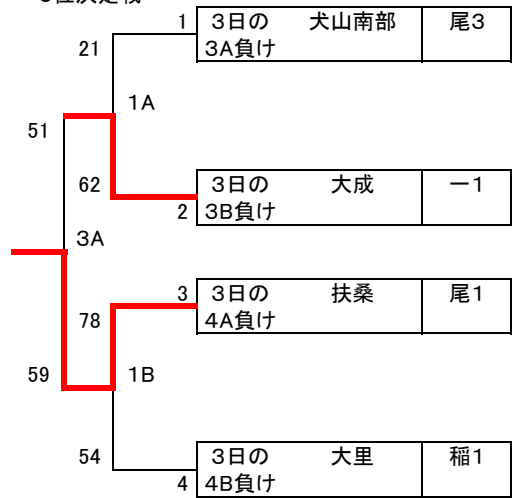 1 3日の 犬山南部 尾3
3A負け
21
1A
51
62
3日の 大成 一1
2 3B負け
3A
3 3日の 扶桑 尾1
4A負け
78
59 1B
54
3日の 大里 稲1
4 4B負け